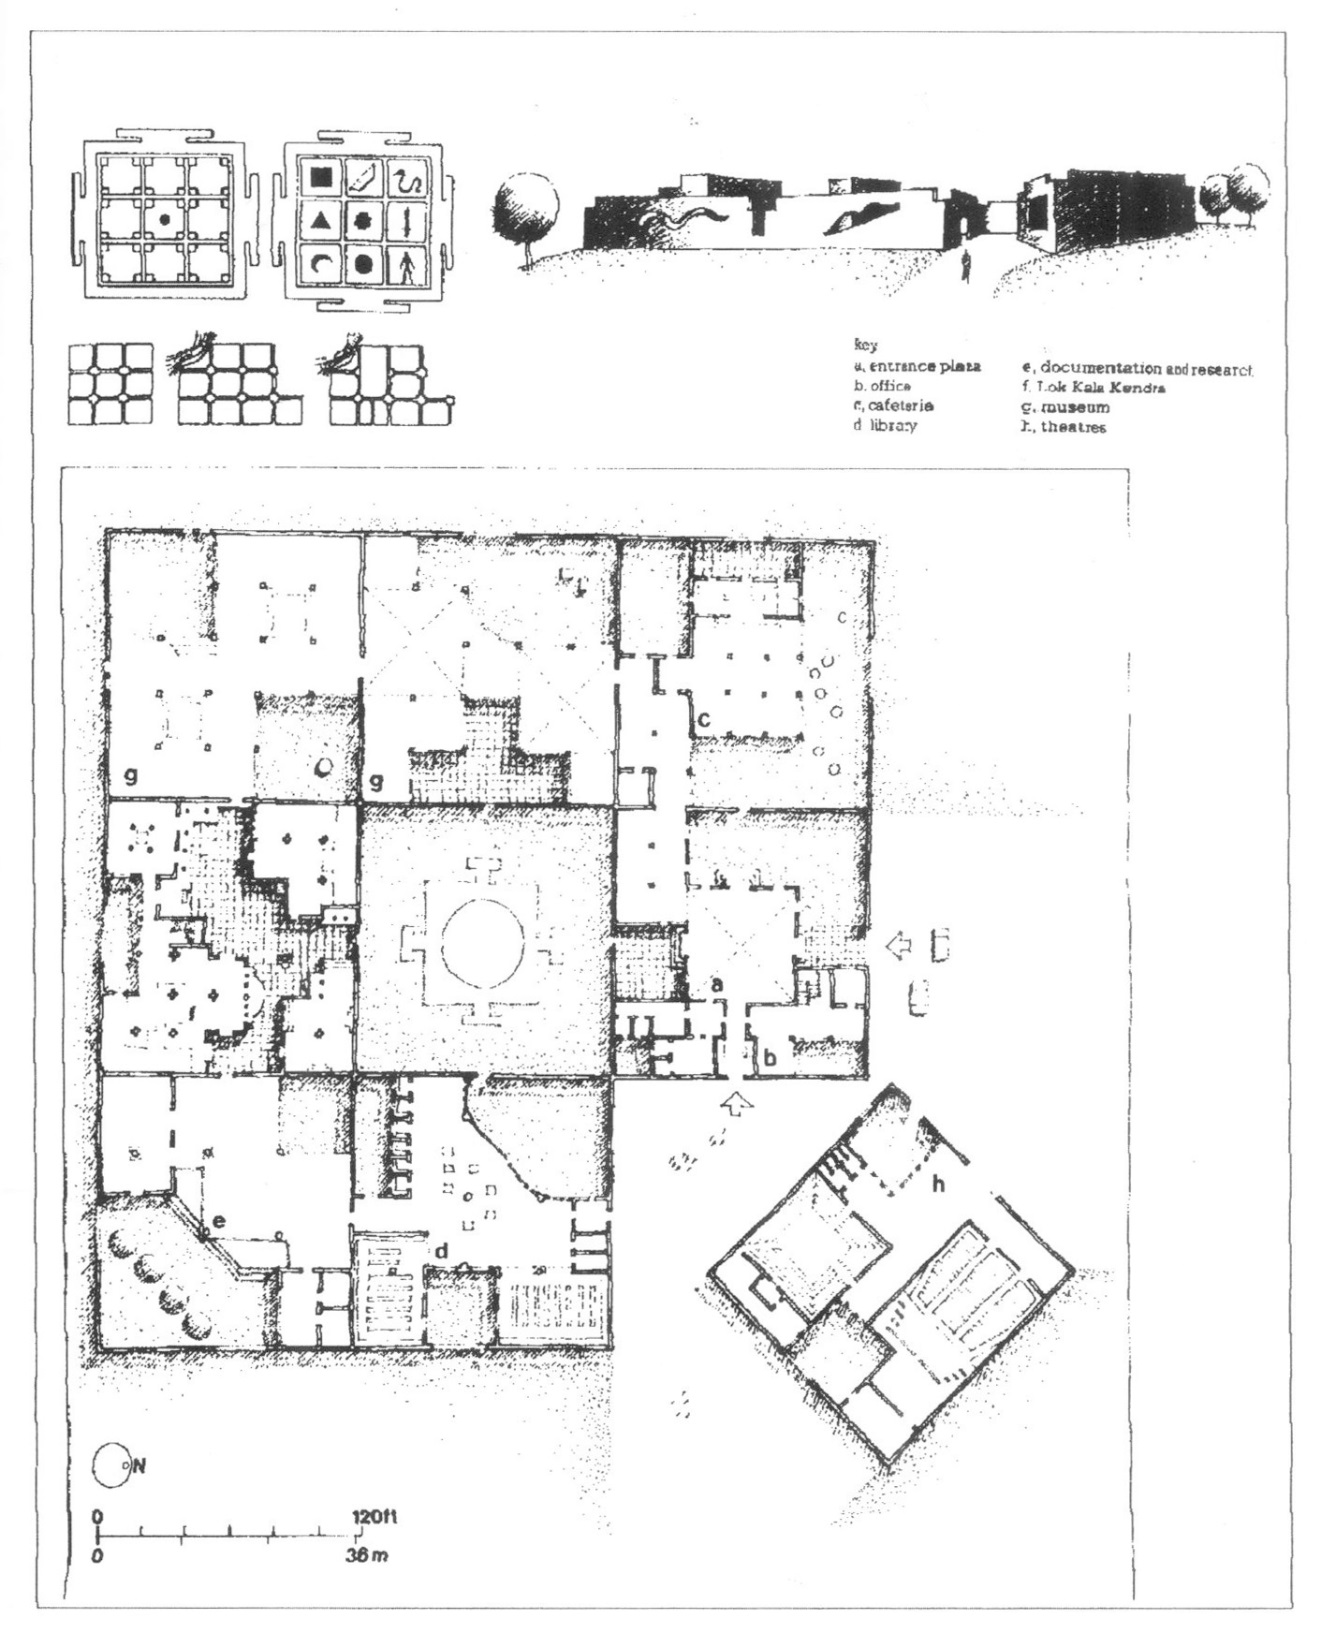 key
a, entrance plaza
b. office
c, cafeteria
d library
e, documentation and research
f. Lok Kala Kendra
g. museum
h, theatres
c
g
g
c
f
a
b
e
d
h
N
0
120ft
0
36m